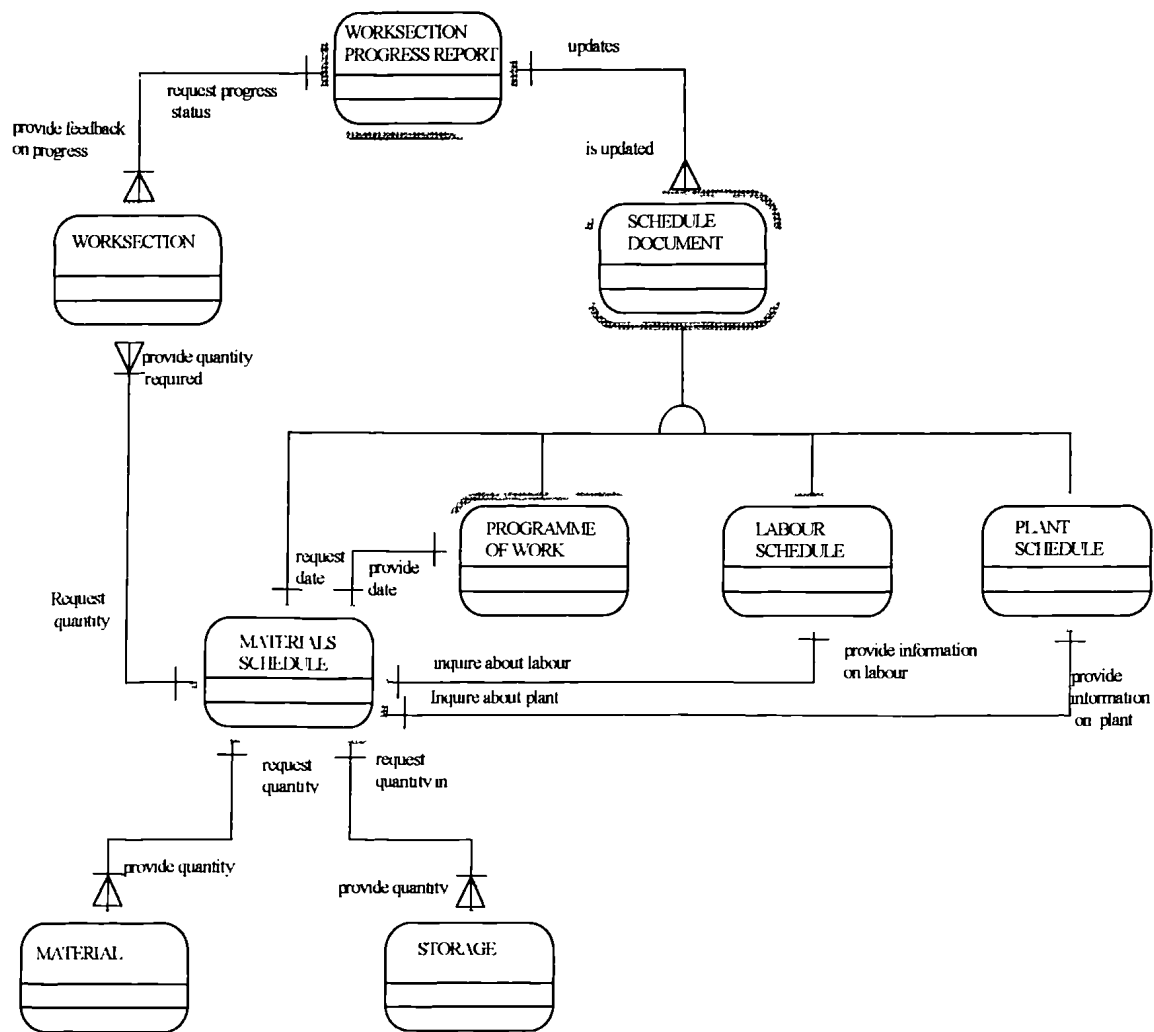 WORKSECTION
PROGRESS REPORT
updates
request progress
status
provide feedback
on progress
is updated
WORKSECTION
SCHEDULE
DOCUMENT
provide quantity
required
PROGRAMME
OF WORK
LABOUR
SCHEDULE
PLANT
SCHEDULE
request
date
provide
date
Request
quantity
MATERIALS
SCHEDULE
inquire about labour
Inquire about plant
provide information
on labour
provide
information
on plant
request
quantity
request
quantity in
provide quantity
provide quantity
MATERIAL
STORAGE